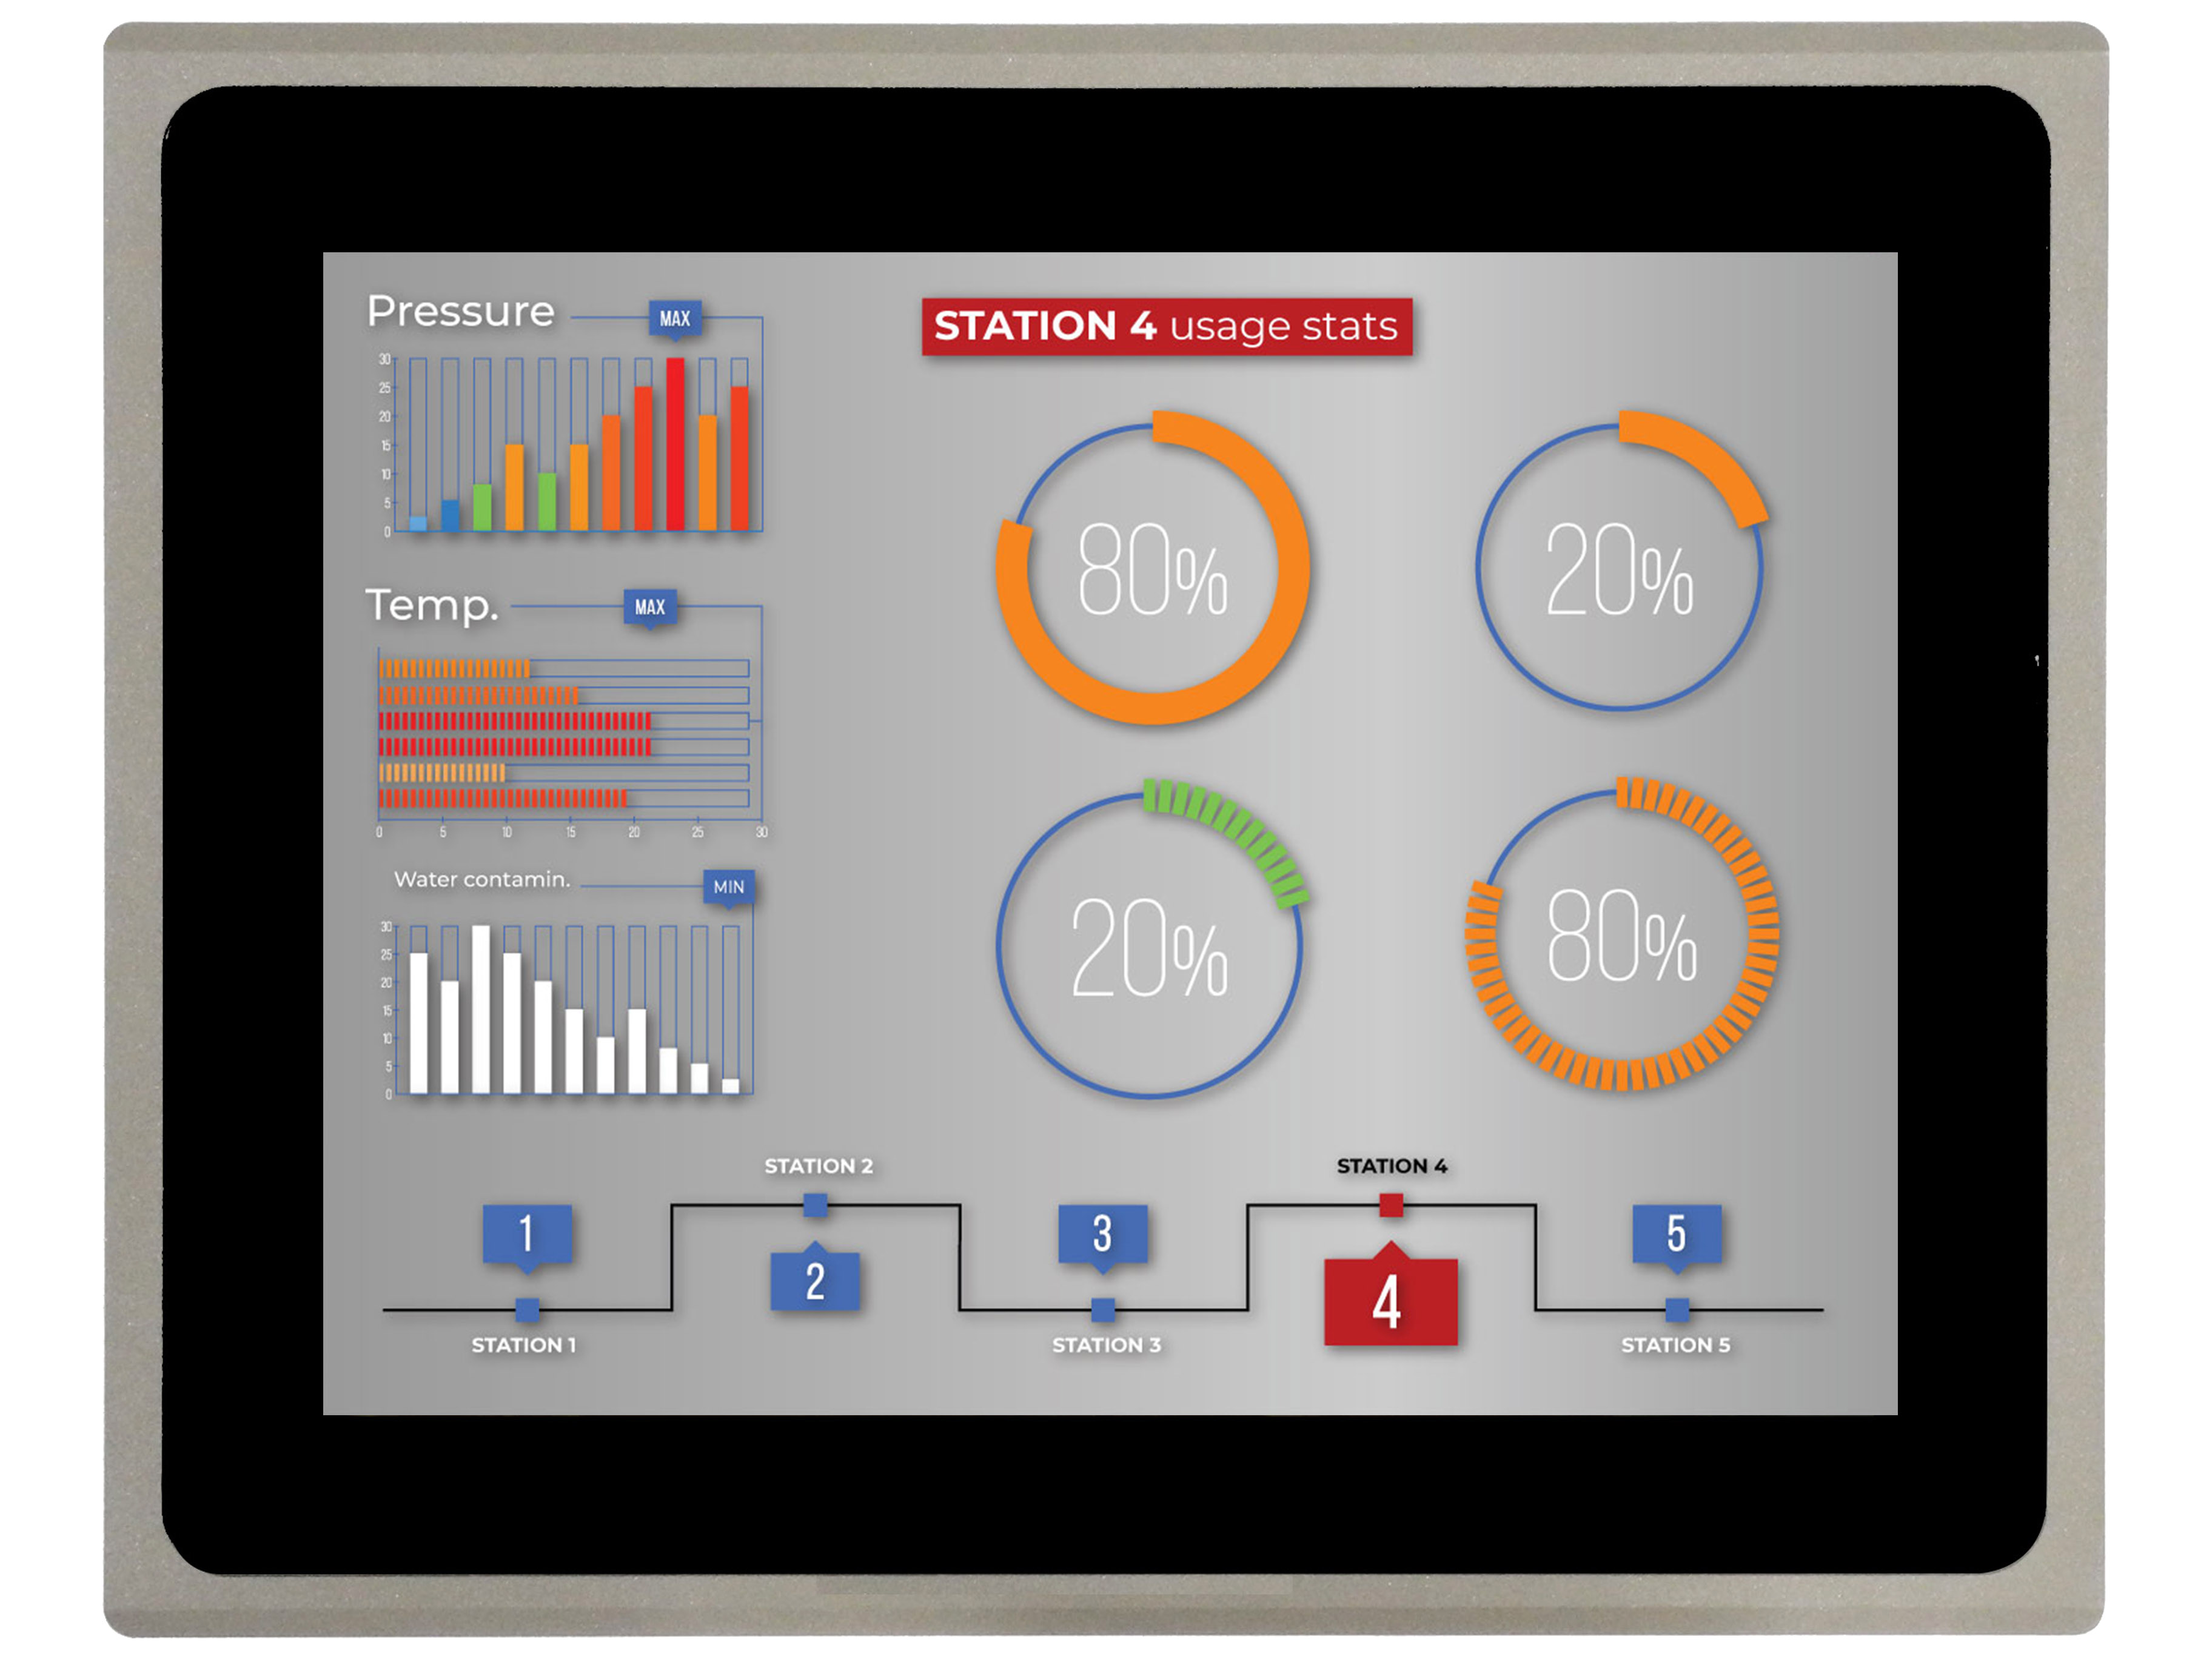 Pressure
MAX
30
25
20
15
10
5
0
Temp.
MAX
0 5 10 15 20 25 30
Water contamin.
MIN
30
25
20
15
10
5
0
STATION 4 usage stats
80%
20%
20%
80%
STATION 2
STATION 4
1
3
5
2
4
STATION 1
STATION 3
STATION 5